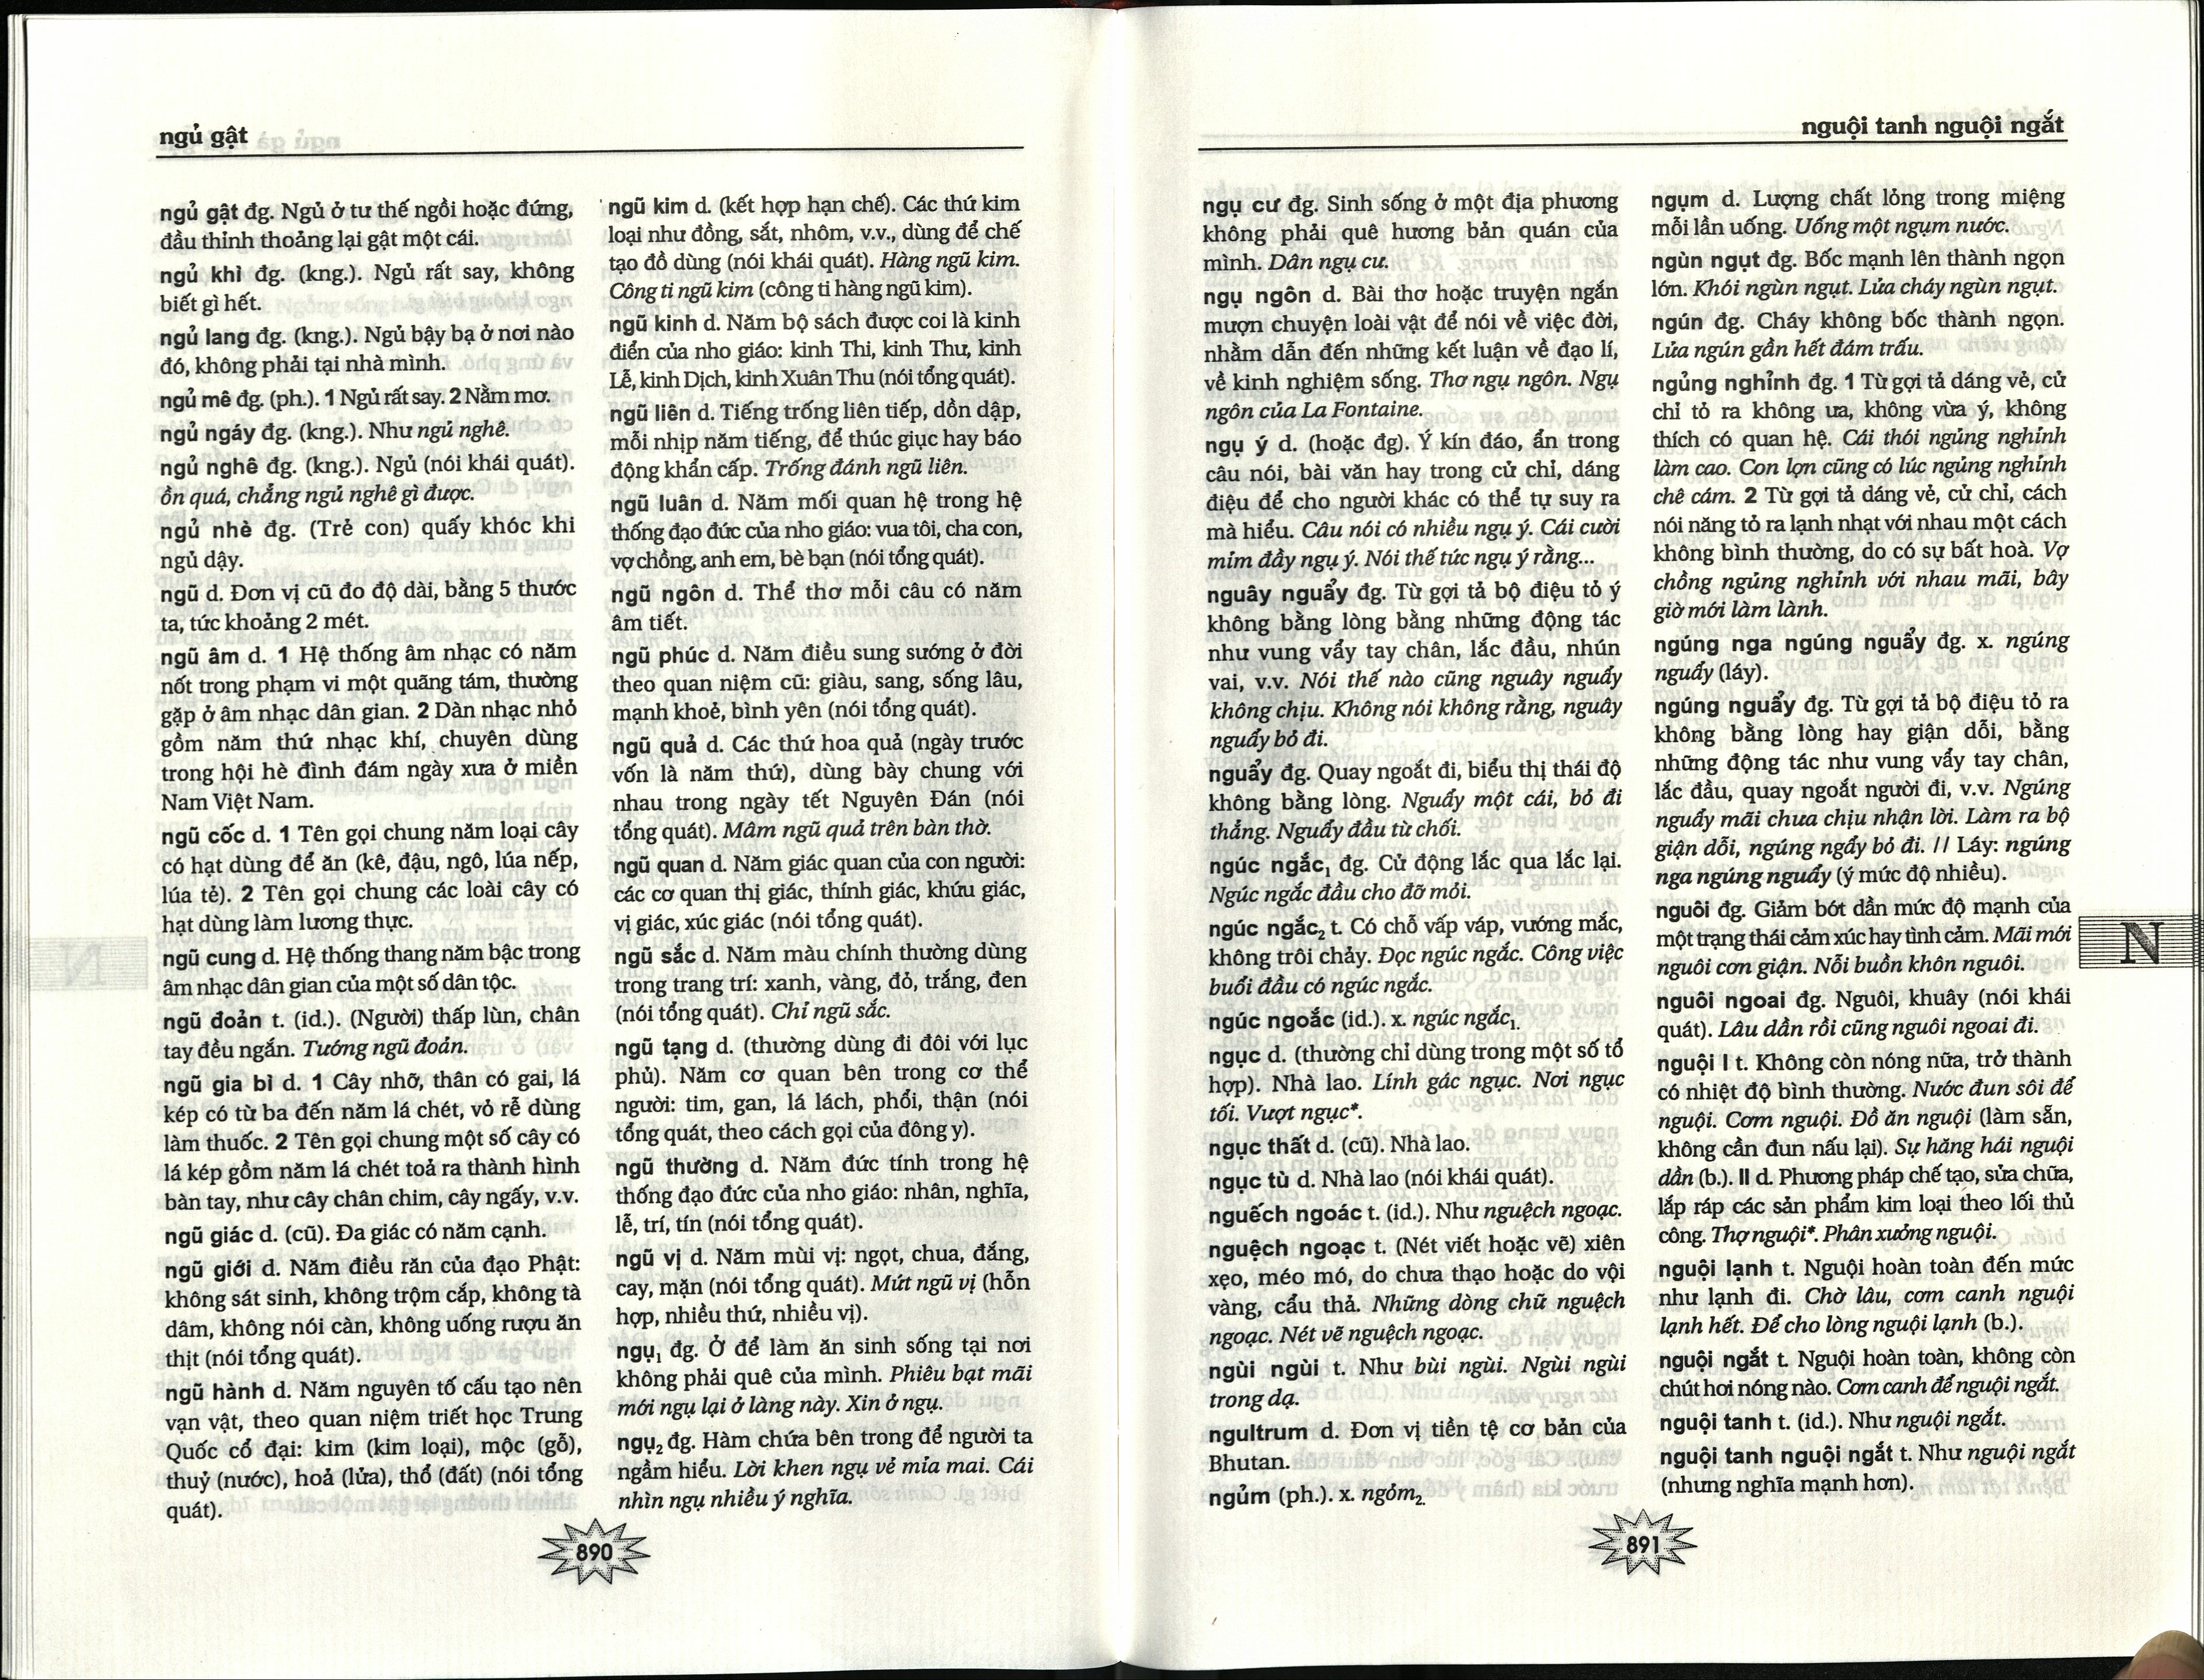 ngủ gật
ngủ gật đg. Ngủ ở tư thế ngồi hoặc đứng,
đầu thỉnh thoảng lại gật một cái.
ngủ khì đg. (kng.). Ngủ rất say, không
biết gì hết.
ngủ lang đg. (kng.). Ngủ bậy bạ ở nơi nào
đó, không phải tại nhà mình.
ngủ mê đg. (ph.). 1 Ngủ rất say. 2 Nằm mơ.
ngủ ngáy đg. (kng.). Như ngủ nghê.
ngủ nghê đg. (kng.). Ngủ (nói khái quát).
ồn quá, chẳng ngủ nghê gì được.
ngủ nhè đg. (Trẻ con) quấy khóc khi
ngủ dậy.
ngũ d. Đơn vị cũ đo độ dài, bằng 5 thước
ta, tức khoảng 2 mét.
ngũ âm d. 1 Hệ thống âm nhạc có năm
nốt trong phạm vi một quãng tám, thường
gặp ở âm nhạc dân gian. 2 Dàn nhạc nhỏ
gồm năm thứ nhạc khí, chuyên dùng
trong hội hè đình đám ngày xưa ở miền
Nam Việt Nam.
ngũ cốc d. 1 Tên gọi chung năm loại cây
có hạt dùng để ăn (kê, đậu, ngô, lúa nếp,
lúa tẻ). 2 Tên gọi chung các loài cây có
hạt dùng làm lương thực.
ngũ cung d. Hệ thống thang năm bậc trong
âm nhạc dân gian của một số dân tộc.
ngũ đoản t. (id.). (Người) thấp lùn, chân
tay đều ngắn. Tướng ngũ đoản.
ngũ gia bì d. 1 Cây nhỡ, thân có gai, lá
kép có từ ba đến năm lá chét, vỏ rễ dùng
làm thuốc. 2 Tên gọi chung một số cây có
lá kép gồm năm lá chét toả ra thành hình
bàn tay, như cây chân chim, cây ngấy, v.v.
ngũ giác d. (cũ). Đa giác có năm cạnh.
ngũ giới d. Năm điều răn của đạo Phật:
không sát sinh, không trộm cắp, không tà
dâm, không nói càn, không uống rượu ăn
thịt (nói tổng quát).
ngũ hành d. Năm nguyên tố cấu tạo nên
vạn vật, theo quan niệm triết học Trung
Quốc cổ đại: kim (kim loại), mộc (gỗ),
thuỷ (nước), hoả (lửa), thổ (đất) (nói tổng
quát).
ngũ kim d. (kết hợp hạn chế). Các thứ kim
loại như đồng, sắt, nhôm, v.v., dùng để chế
tạo đồ dùng (nói khái quát). Hàng ngũ kim.
Công ti ngũ kim (công ti hàng ngũ kim).
ngũ kinh d. Năm bộ sách được coi là kinh
điển của nho giáo: kinh Thi, kinh Thư, kinh
Lễ, kinh Dịch, kinh Xuân Thu (nói tổng quát).
ngũ liên d. Tiếng trống liên tiếp, dồn dập,
mỗi nhịp năm tiếng, để thúc giục hay báo
động khẩn cấp. Trống đánh ngũ liên.
ngũ luân d. Năm mối quan hệ trong hệ
thống đạo đức của nho giáo: vua tôi, cha con,
vợ chồng, anh em, bè bạn (nói tổng quát).
ngũ ngôn d. Thể thơ mỗi câu có năm
âm tiết.
ngũ phúc d. Năm điều sung sướng ở đời
theo quan niệm cũ: giàu, sang, sống lâu,
mạnh khoẻ, bình yên (nói tổng quát).
ngũ quả d. Các thứ hoa quả (ngày trước
vốn là năm thứ), dùng bày chung với
nhau trong ngày tết Nguyên Đán (nói
tổng quát). Mâm ngũ quả trên bàn thờ.
ngũ quan d. Năm giác quan của con người:
các cơ quan thị giác, thính giác, khứu giác,
vị giác, xúc giác (nói tổng quát).
ngũ sắc d. Năm màu chính thường dùng
trong trang trí: xanh, vàng, đỏ, trắng, đen
(nói tổng quát). Chỉ ngũ sắc.
ngũ tạng d. (thường dùng đi đôi với lục
phủ). Năm cơ quan bên trong cơ thể
người: tim, gan, lá lách, phổi, thận (nói
tổng quát, theo cách gọi của đông y).
ngũ thường d. Năm đức tính trong hệ
thống đạo đức của nho giáo: nhân, nghĩa,
lễ, trí, tín (nói tổng quát).
ngũ vị d. Năm mùi vị: ngọt, chua, đắng,
cay, mặn (nói tổng quát). Mứt ngũ vị (hỗn
hợp, nhiều thứ, nhiều vị).
ngụ₁ đg. Ở để làm ăn sinh sống tại nơi
không phải quê của mình. Phiêu bạt mãi
mới ngụ lại ở làng này. Xin ở ngụ.
ngụ₂ đg. Hàm chứa bên trong để người ta
ngầm hiểu. Lời khen ngụ vẻ mỉa mai. Cái
nhìn ngụ nhiều ý nghĩa.
890
nguội tanh nguội ngắt
ngụ cư đg. Sinh sống ở một địa phương
không phải quê hương bản quán của
mình. Dân ngụ cư.
ngụ ngôn d. Bài thơ hoặc truyện ngắn
mượn chuyện loài vật để nói về việc đời,
nhằm dẫn đến những kết luận về đạo lí,
về kinh nghiệm sống. Thơ ngụ ngôn. Ngụ
ngôn của La Fontaine.
ngụ ý d. (hoặc đg). Ý kín đáo, ẩn trong
câu nói, bài văn hay trong cử chỉ, dáng
điệu để cho người khác có thể tự suy ra
mà hiểu. Câu nói có nhiều ngụ ý. Cái cười
mỉm đầy ngụ ý. Nói thế tức ngụ ý rằng...
nguây nguẩy đg. Từ gợi tả bộ điệu tỏ ý
không bằng lòng bằng những động tác
như vung vẩy tay chân, lắc đầu, nhún
vai, v.v. Nói thế nào cũng nguây nguẩy
không chịu. Không nói không rằng, nguây
nguẩy bỏ đi.
nguẩy đg. Quay ngoắt đi, biểu thị thái độ
không bằng lòng. Nguẩy một cái, bỏ đi
thẳng. Nguẩy đầu từ chối.
ngúc ngắc₁ đg. Cử động lắc qua lắc lại.
Ngúc ngắc đầu cho đỡ mỏi.
ngúc ngắc₂ t. Có chỗ vấp váp, vướng mắc,
không trôi chảy. Đọc ngúc ngắc. Công việc
buổi đầu có ngúc ngắc.
ngúc ngoắc (id.). x. ngúc ngắc₁.
ngục d. (thường chỉ dùng trong một số tổ
hợp). Nhà lao. Lính gác ngục. Nơi ngục
tối. Vượt ngục*.
ngục thất d. (cũ). Nhà lao.
ngục tù d. Nhà lao (nói khái quát).
nguếch ngoác t. (id.). Như nguệch ngoạc.
nguệch ngoạc t. (Nét viết hoặc vẽ) xiên
xẹo, méo mó, do chưa thạo hoặc do vội
vàng, cẩu thả. Những dòng chữ nguệch
ngoạc. Nét vẽ nguệch ngoạc.
ngùi ngùi t. Như bùi ngùi. Ngùi ngùi
trong dạ.
ngultrum d. Đơn vị tiền tệ cơ bản của
Bhutan.
ngủm (ph.). x. ngỏm₂.
ngụm d. Lượng chất lỏng trong miệng
mỗi lần uống. Uống một ngụm nước.
ngùn ngụt đg. Bốc mạnh lên thành ngọn
lớn. Khói ngùn ngụt. Lửa cháy ngùn ngụt.
ngún đg. Cháy không bốc thành ngọn.
Lửa ngún gần hết đám trấu.
ngủng nghỉnh đg. 1 Từ gợi tả dáng vẻ, cử
chỉ tỏ ra không ưa, không vừa ý, không
thích có quan hệ. Cái thói ngủng nghỉnh
làm cao. Con lợn cũng có lúc ngủng nghỉnh
chê cám. 2 Từ gợi tả dáng vẻ, cử chỉ, cách
nói năng tỏ ra lạnh nhạt với nhau một cách
không bình thường, do có sự bất hoà. Vợ
chồng ngủng nghỉnh với nhau mãi, bây
giờ mới làm lành.
ngúng nga ngúng nguẩy đg. x. ngúng
nguẩy (láy).
ngúng nguẩy đg. Từ gợi tả bộ điệu tỏ ra
không bằng lòng hay giận dỗi, bằng
những động tác như vung vẩy tay chân,
lắc đầu, quay ngoắt người đi, v.v. Ngúng
nguẩy mãi chưa chịu nhận lời. Làm ra bộ
giận dỗi, ngúng ngẩy bỏ đi. // Láy: ngúng
nga ngúng nguẩy (ý mức độ nhiều).
nguôi đg. Giảm bớt dần mức độ mạnh của
một trạng thái cảm xúc hay tình cảm. Mãi mới
nguôi cơn giận. Nỗi buồn khôn nguôi.
nguôi ngoai đg. Nguôi, khuây (nói khái
quát). Lâu dần rồi cũng nguôi ngoai đi.
nguội I t. Không còn nóng nữa, trở thành
có nhiệt độ bình thường. Nước đun sôi để
nguội. Cơm nguội. Đồ ăn nguội (làm sẵn,
không cần đun nấu lại). Sự hăng hái nguội
dần (b.). II d. Phương pháp chế tạo, sửa chữa,
lắp ráp các sản phẩm kim loại theo lối thủ
công. Thợ nguội*. Phân xưởng nguội.
nguội lạnh t. Nguội hoàn toàn đến mức
như lạnh đi. Chờ lâu, cơm canh nguội
lạnh hết. Để cho lòng nguội lạnh (b.).
nguội ngắt t. Nguội hoàn toàn, không còn
chút hơi nóng nào. Cơm canh để nguội ngắt.
nguội tanh t. (id.). Như nguội ngắt.
nguội tanh nguội ngắt t. Như nguội ngắt
(nhưng nghĩa mạnh hơn).
N
891